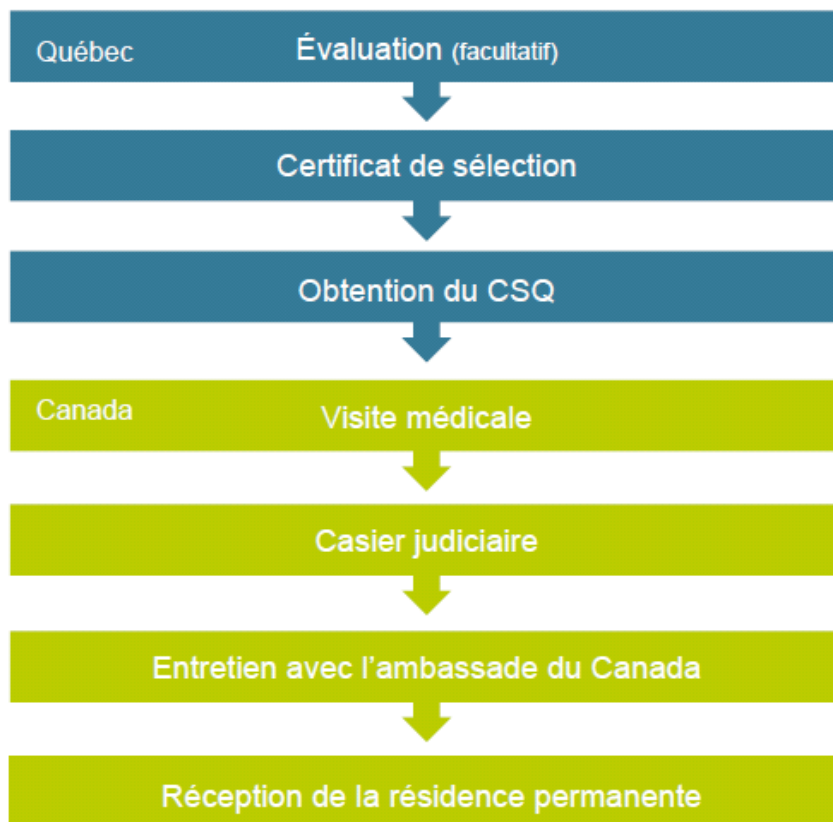 Québec
Évaluation (facultatif)
Certificat de sélection
Obtention du CSQ
Canada
Visite médicale
Casier judiciaire
Entretien avec l'ambassade du Canada
Réception de la résidence permanente